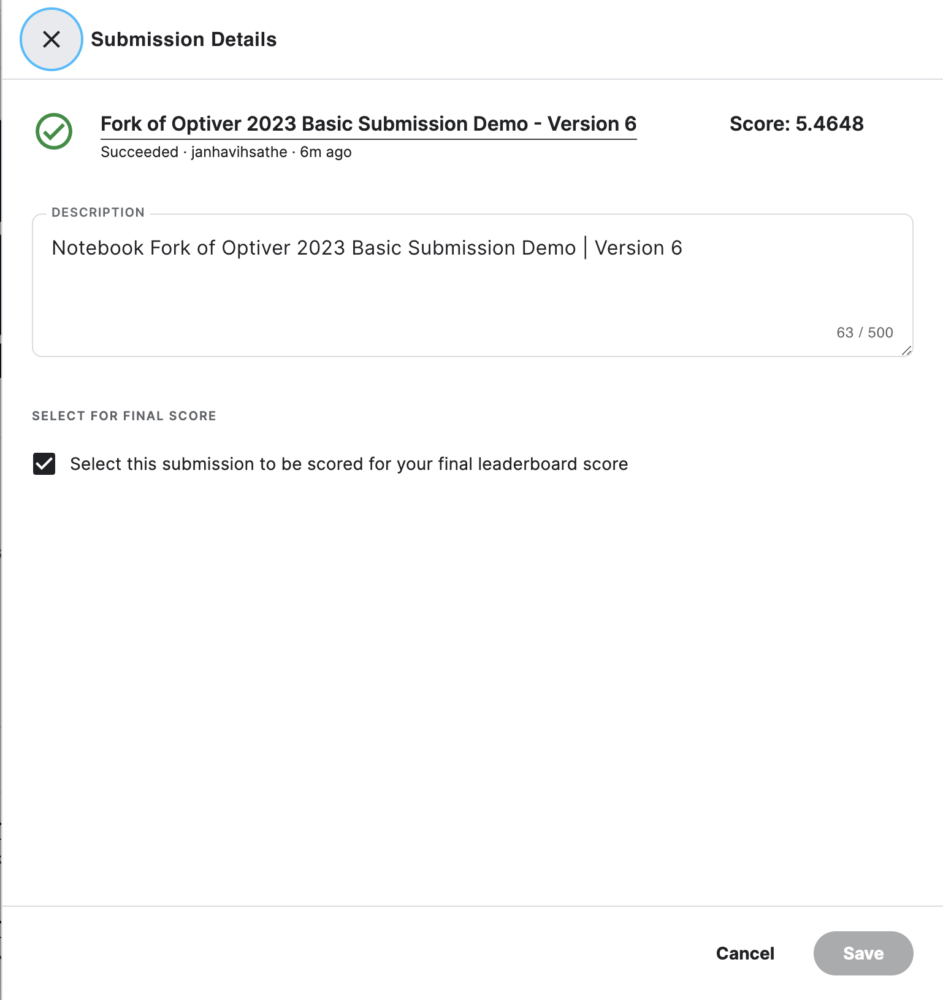 Submission Details
Fork of Optiver 2023 Basic Submission Demo - Version 6
Score: 5.4648
Succeeded · janhavihsathe · 6m ago
DESCRIPTION
Notebook Fork of Optiver 2023 Basic Submission Demo | Version 6
63 / 500
SELECT FOR FINAL SCORE
Select this submission to be scored for your final leaderboard score
Cancel
Save